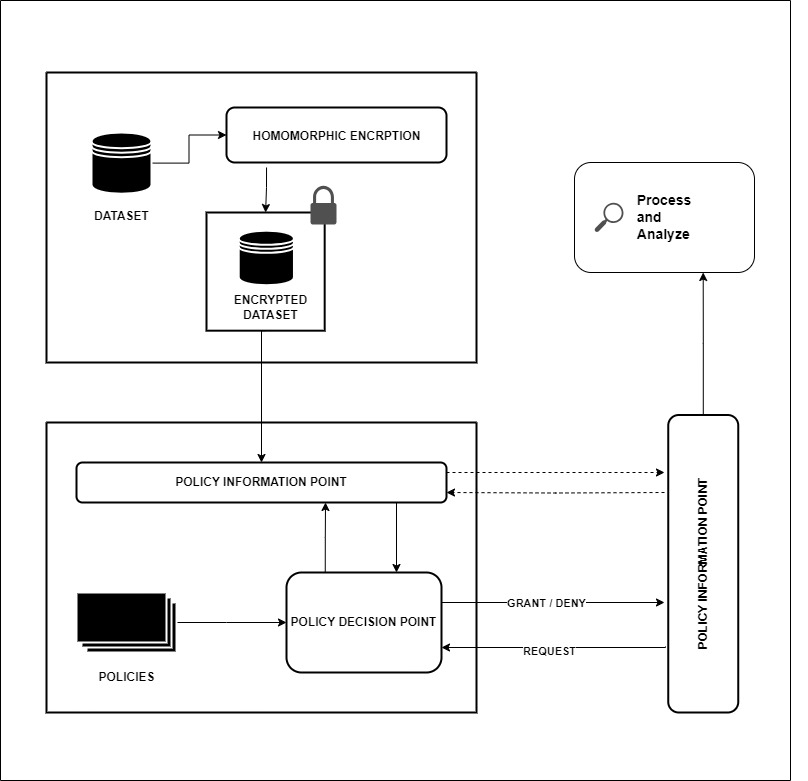 HOMOMORPHIC ENCRPTION
DATASET
Process
and
Analyze
ENCRYPTED
DATASET
POLICY INFORMATION POINT
POLICY INFORMATION POINT
GRANT / DENY
POLICY DECISION POINT
REQUEST
POLICIES